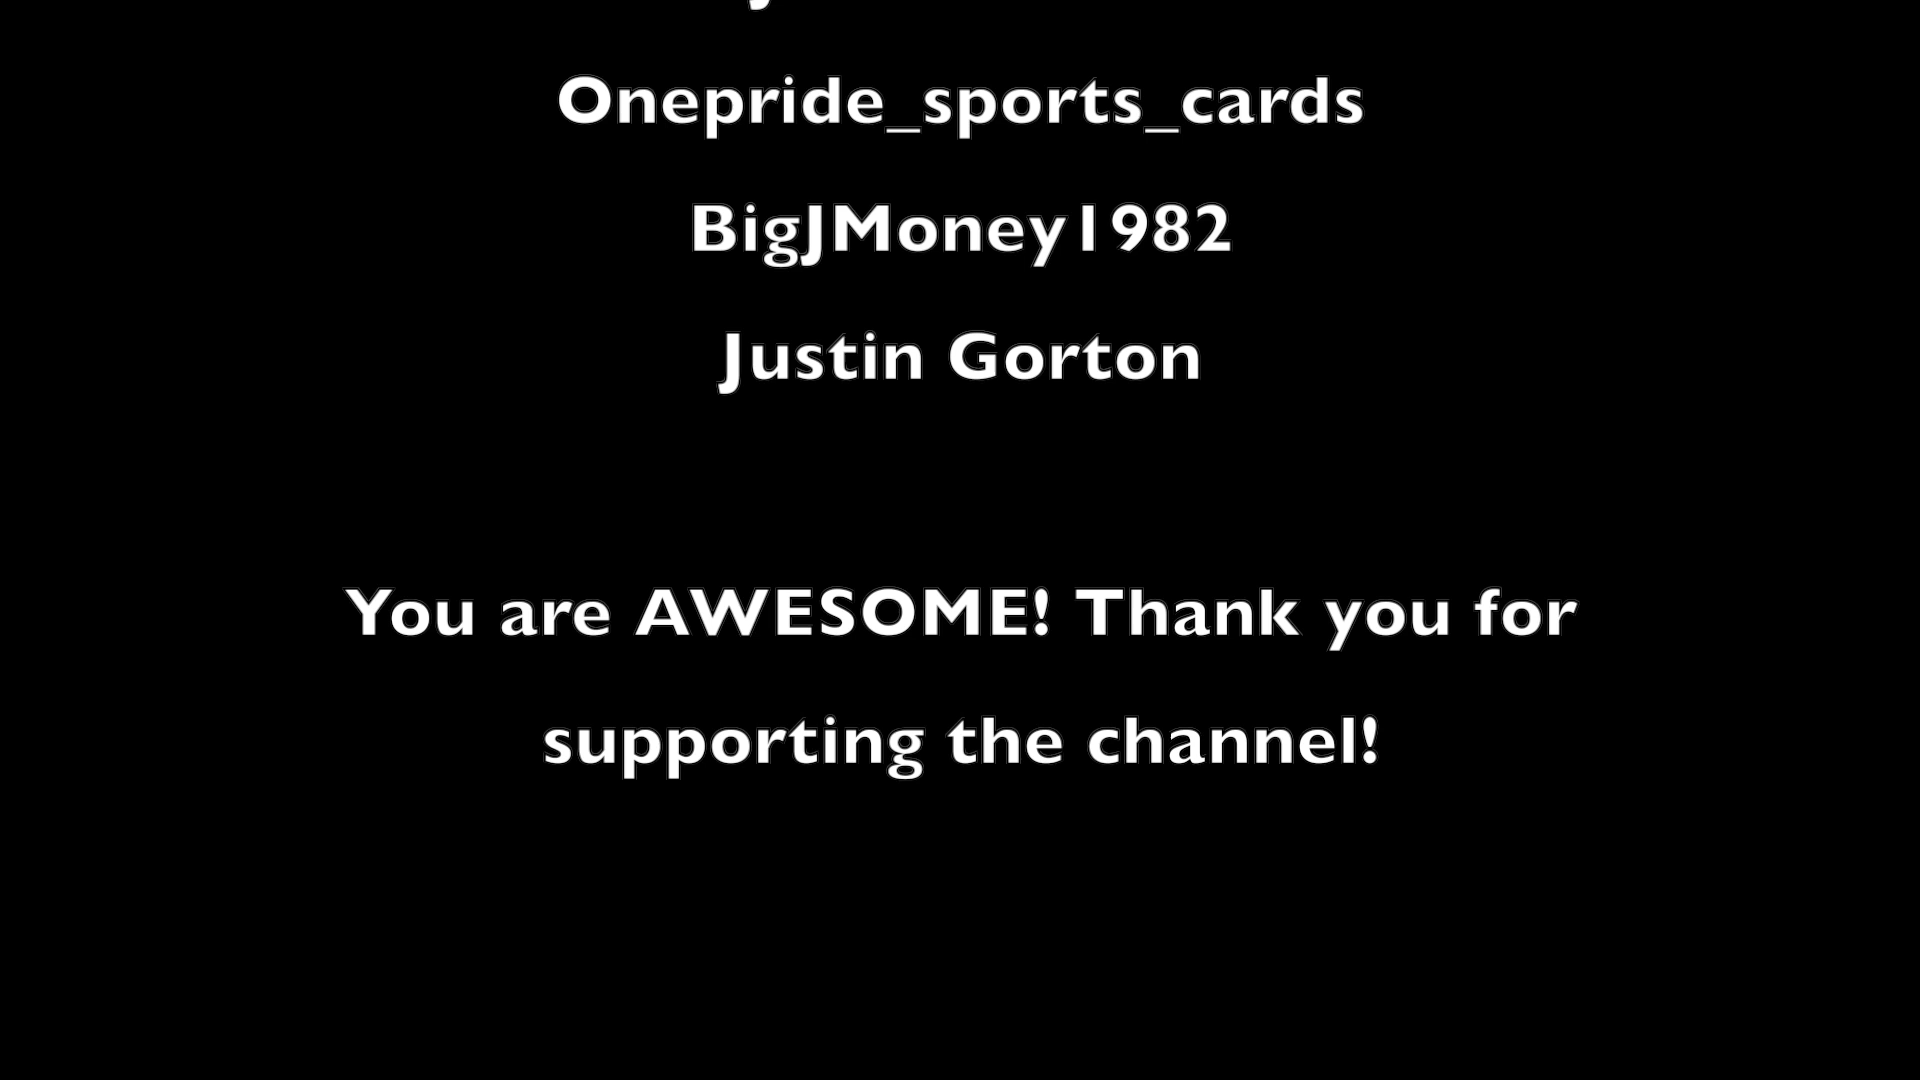 Onepride_sports_cards
BigJMoney1982
Justin Gorton
You are AWESOME! Thank you for
supporting the channel!